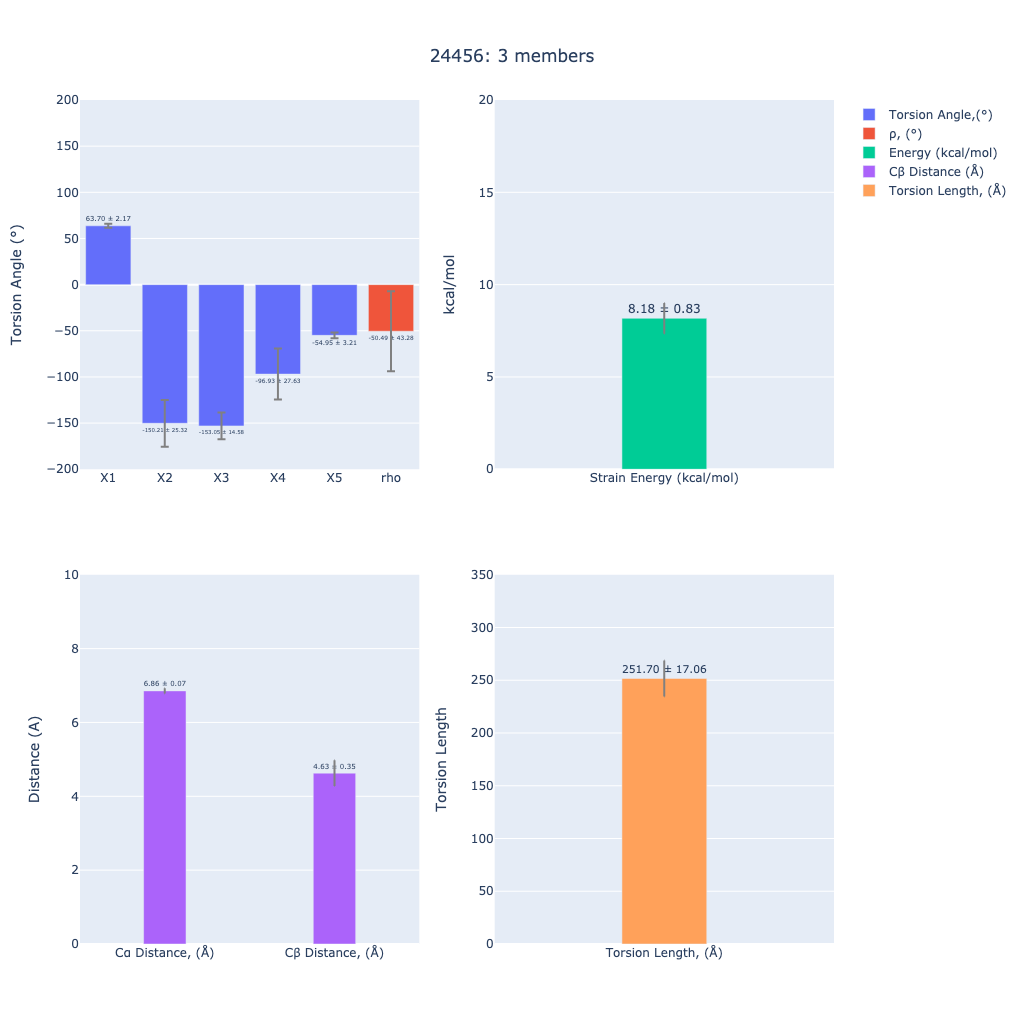 24456: 3 members
200
150
100
50
0
−50
−100
−150
−200
Torsion Angle (°)
63.70 ± 2.17
-150.21 ± 25.32
-153.05 ± 14.58
-96.93 ± 27.63
-54.95 ± 3.21
-50.49 ± 43.28
X1 X2 X3 X4 X5 rho
20
15
10
5
0
kcal/mol
8.18 ± 0.83
Strain Energy (kcal/mol)
Torsion Angle,(°)
ρ, (°)
Energy (kcal/mol)
Cβ Distance (Å)
Torsion Length, (Å)
10
8
6
4
2
0
Distance (A)
6.86 ± 0.07
4.63 ± 0.35
Cα Distance, (Å) Cβ Distance, (Å)
350
300
250
200
150
100
50
0
Torsion Length
251.70 ± 17.06
Torsion Length, (Å)